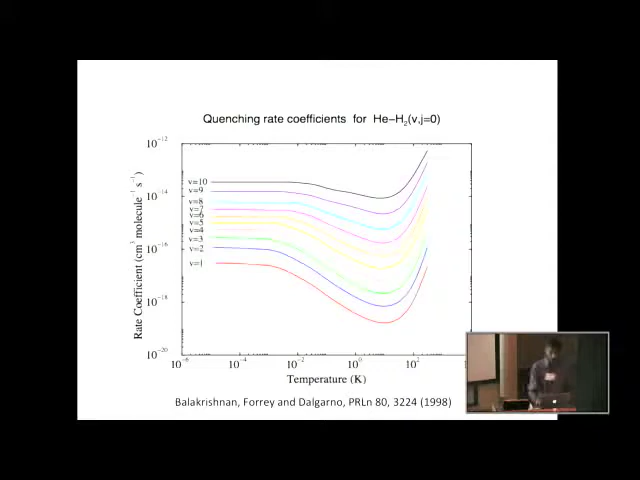 Quenching rate coefficients for He−H₂(v,j=0)
10⁻¹²
10⁻¹⁴
10⁻¹⁶
10⁻¹⁸
10⁻²⁰
Rate Coefficient (cm³ molecule⁻¹ s⁻¹)
v=10
v=9
v=8
v=7
v=6
v=5
v=4
v=3
v=2
v=1
10⁻⁶ 10⁻⁴ 10⁻² 10⁰ 10²
Temperature (K)
Balakrishnan, Forrey and Dalgarno, PRLn 80, 3224 (1998)